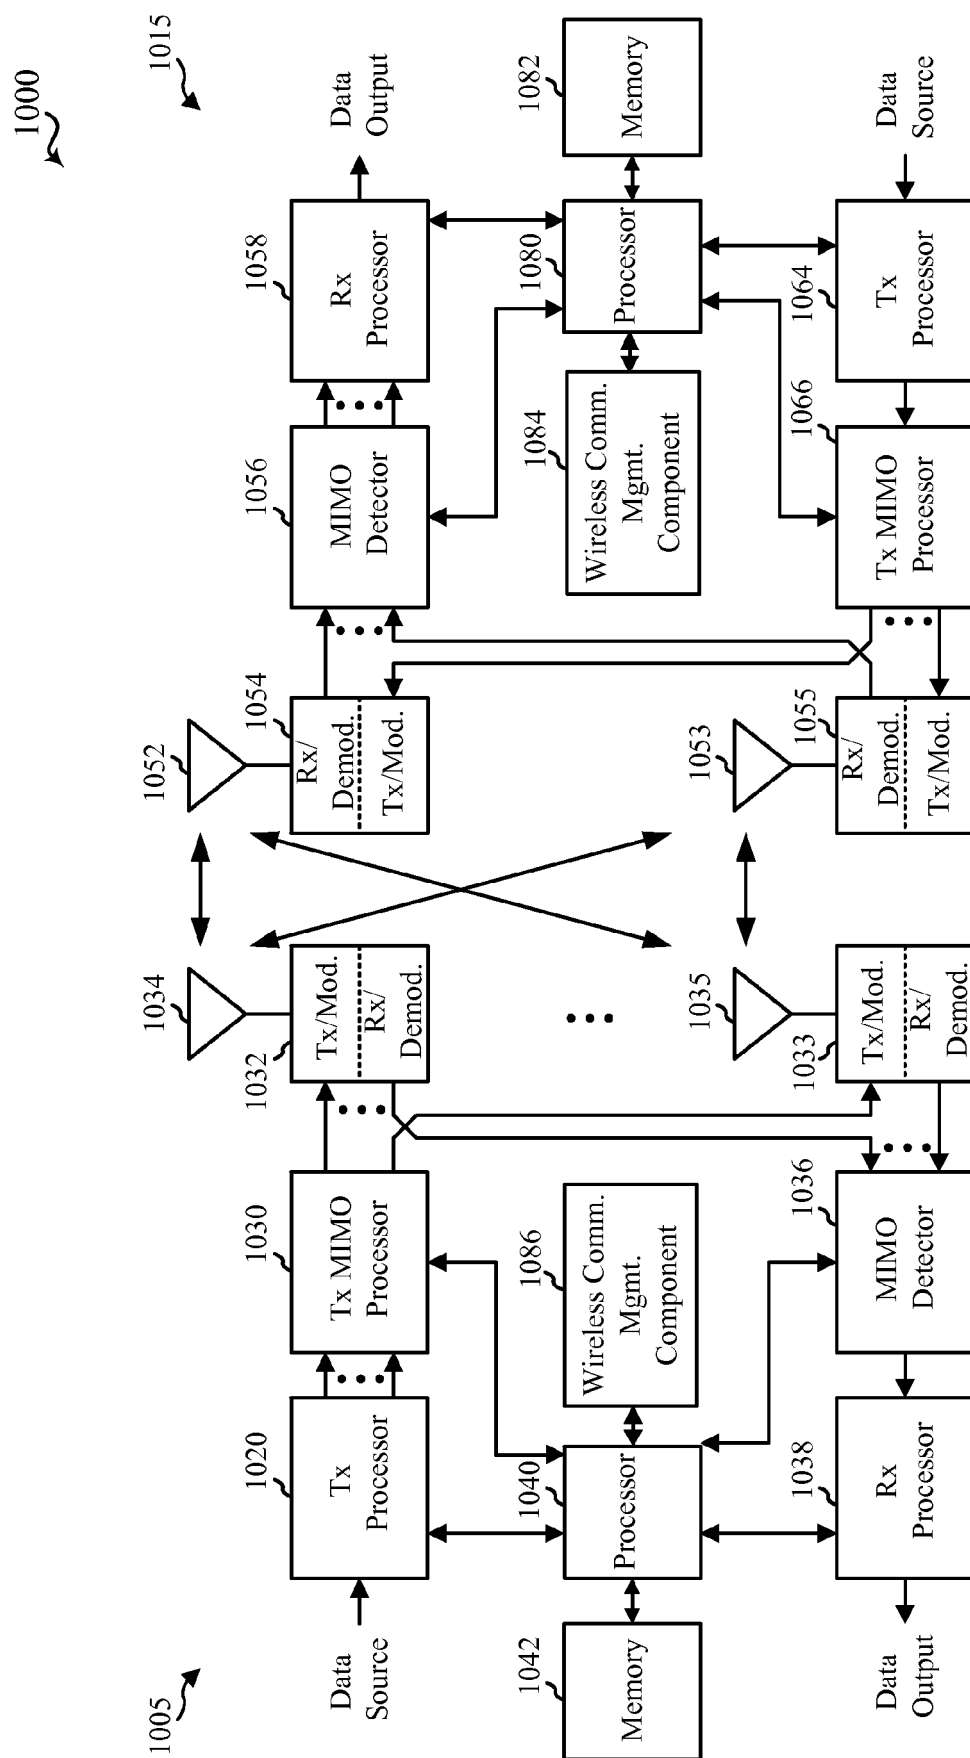 1000
1005
1015
1034
1052
Data
Source
1020
Tx
Processor
1030
Tx MIMO
Processor
1032
Tx/Mod.
Rx/
Demod.
1054
Rx/
Demod.
Tx/Mod.
1056
MIMO
Detector
1058
Rx
Processor
Data
Output
1042
Memory
1040
Processor
1086
Wireless Comm.
Mgmt.
Component
1084
Wireless Comm.
Mgmt.
Component
1080
Processor
1082
Memory
1035
1053
Data
Output
1038
Rx
Processor
1036
MIMO
Detector
1033
Tx/Mod.
Rx/
Demod.
1055
Rx/
Demod.
Tx/Mod.
1066
Tx MIMO
Processor
1064
Tx
Processor
Data
Source